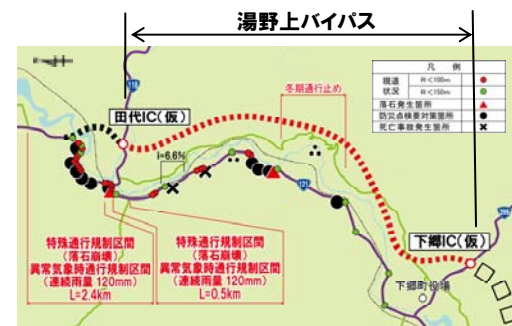 湯野上バイパス
凡　例
現道状況
R＜100m
R＜150m
落石発生箇所
防災点検要対策箇所
死亡事故発生箇所
冬期通行止め
118
田代IC(仮)
i=6.6%
121
下郷IC(仮)
下郷町役場
特殊通行規制区間
(落石崩壊)
異常気象時通行規制区間
(連続雨量 120mm)
L=2.4km
特殊通行規制区間
(落石崩壊)
異常気象時通行規制区間
(連続雨量 120mm)
L=0.5km